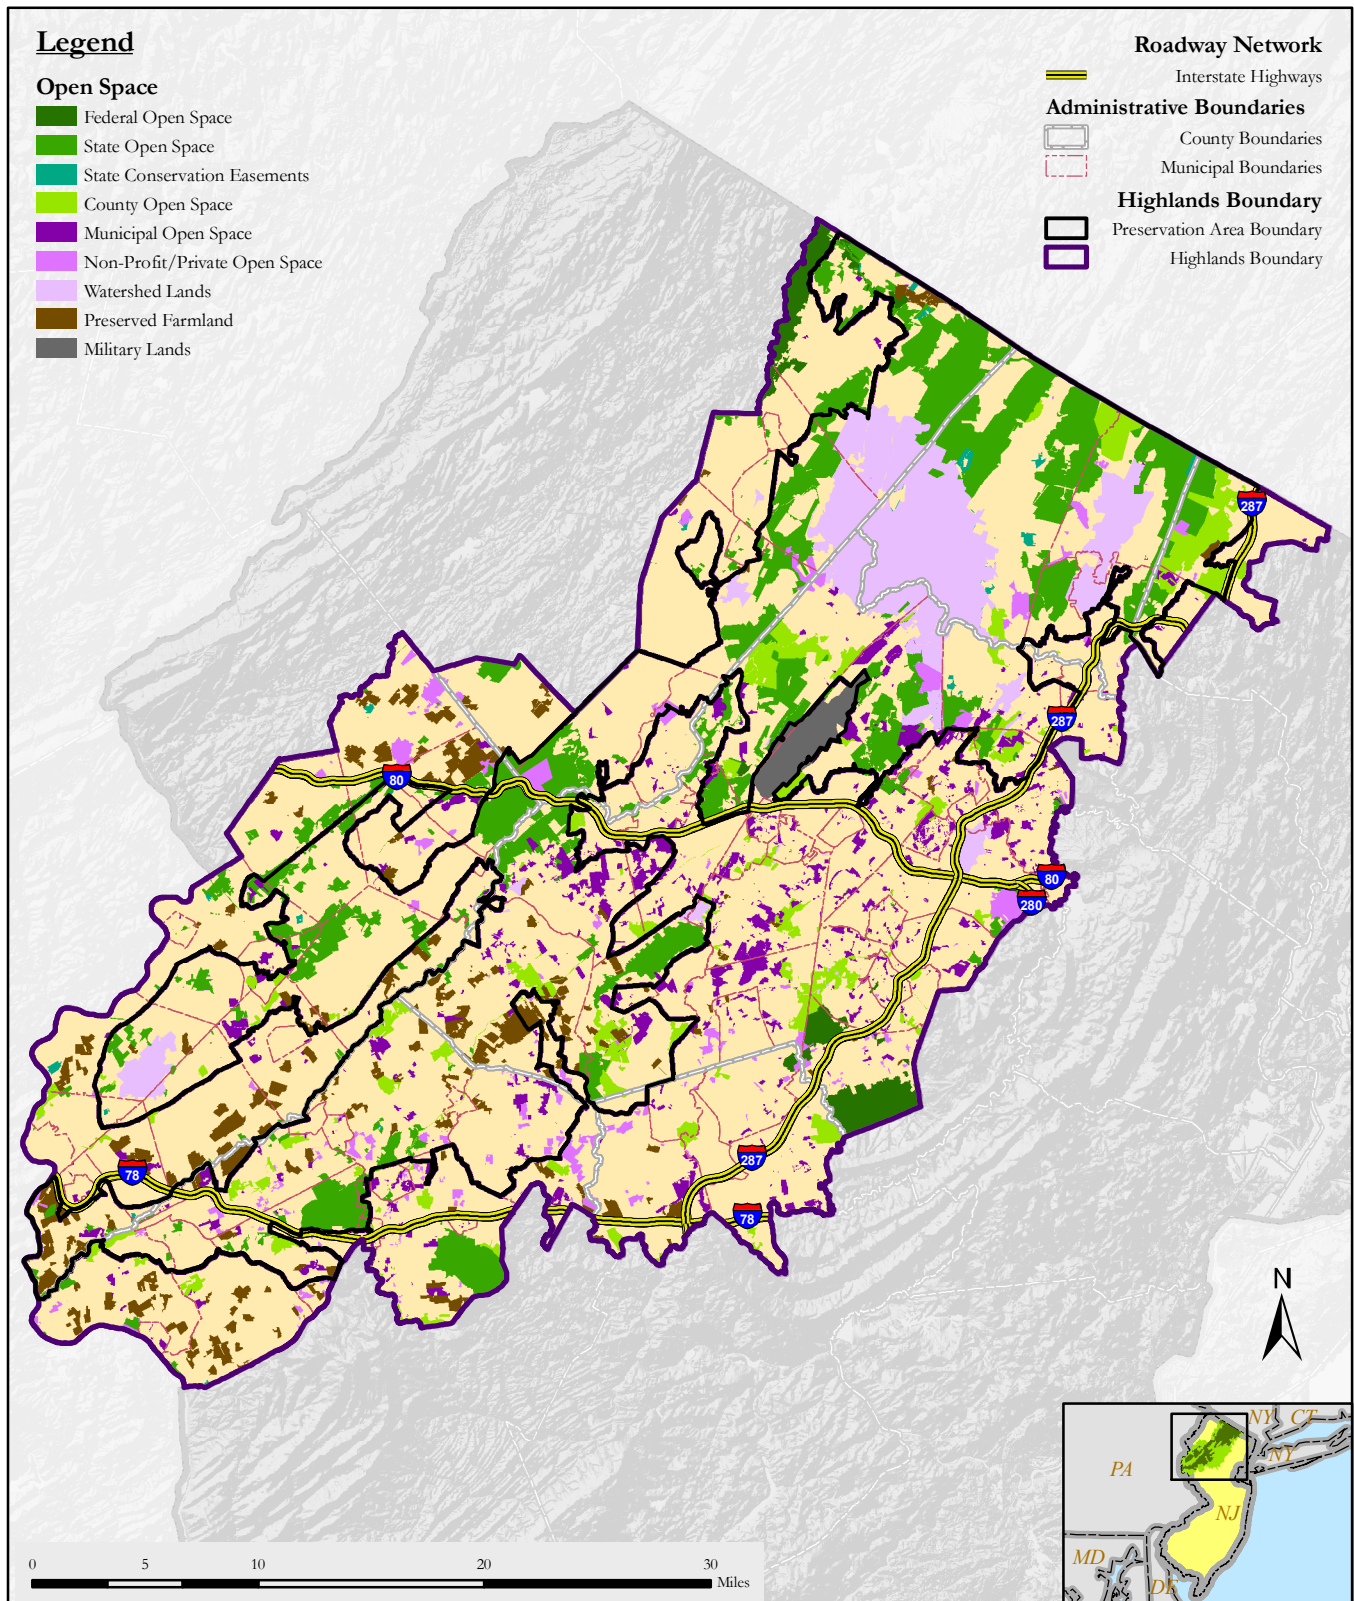 Legend
Open Space
Federal Open Space
State Open Space
State Conservation Easements
County Open Space
Municipal Open Space
Non-Profit/Private Open Space
Watershed Lands
Preserved Farmland
Military Lands
Roadway Network
Interstate Highways
Administrative Boundaries
County Boundaries
Municipal Boundaries
Highlands Boundary
Preservation Area Boundary
Highlands Boundary
287
287
80
80
280
287
78
78
N
NY CT
NY
PA
NJ
MD
DE
0 5 10 20 30
Miles